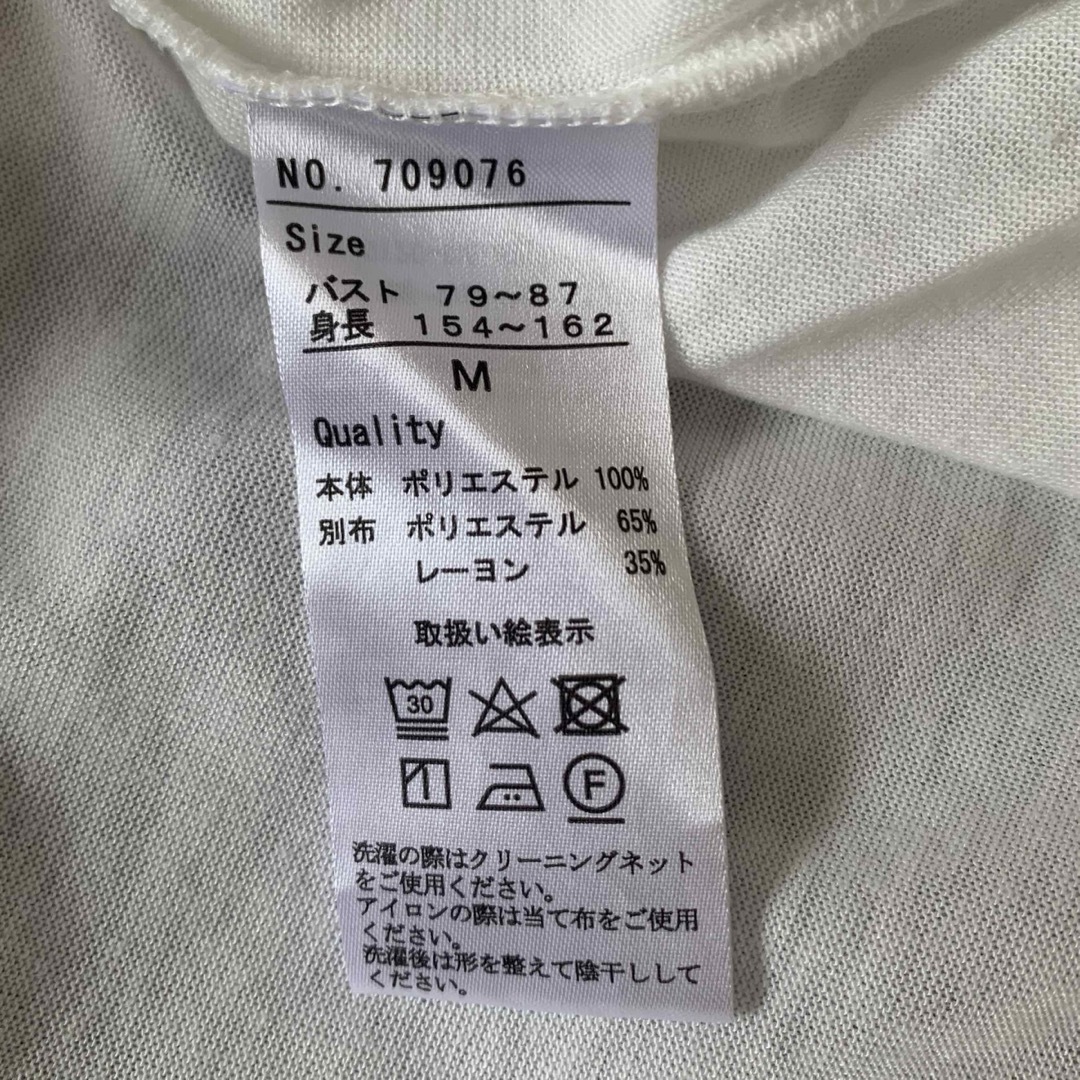 NO. 709076
Size
バスト 79～87
身長 154～162
M
Quality
本体 ポリエステル 100%
別布 ポリエステル 65%
レーヨン 35%
取扱い絵表示
30
F
洗濯の際はクリーニングネット
をご使用ください。
アイロンの際は当て布をご使用
ください。
洗濯後は形を整えて陰干しして
ください。